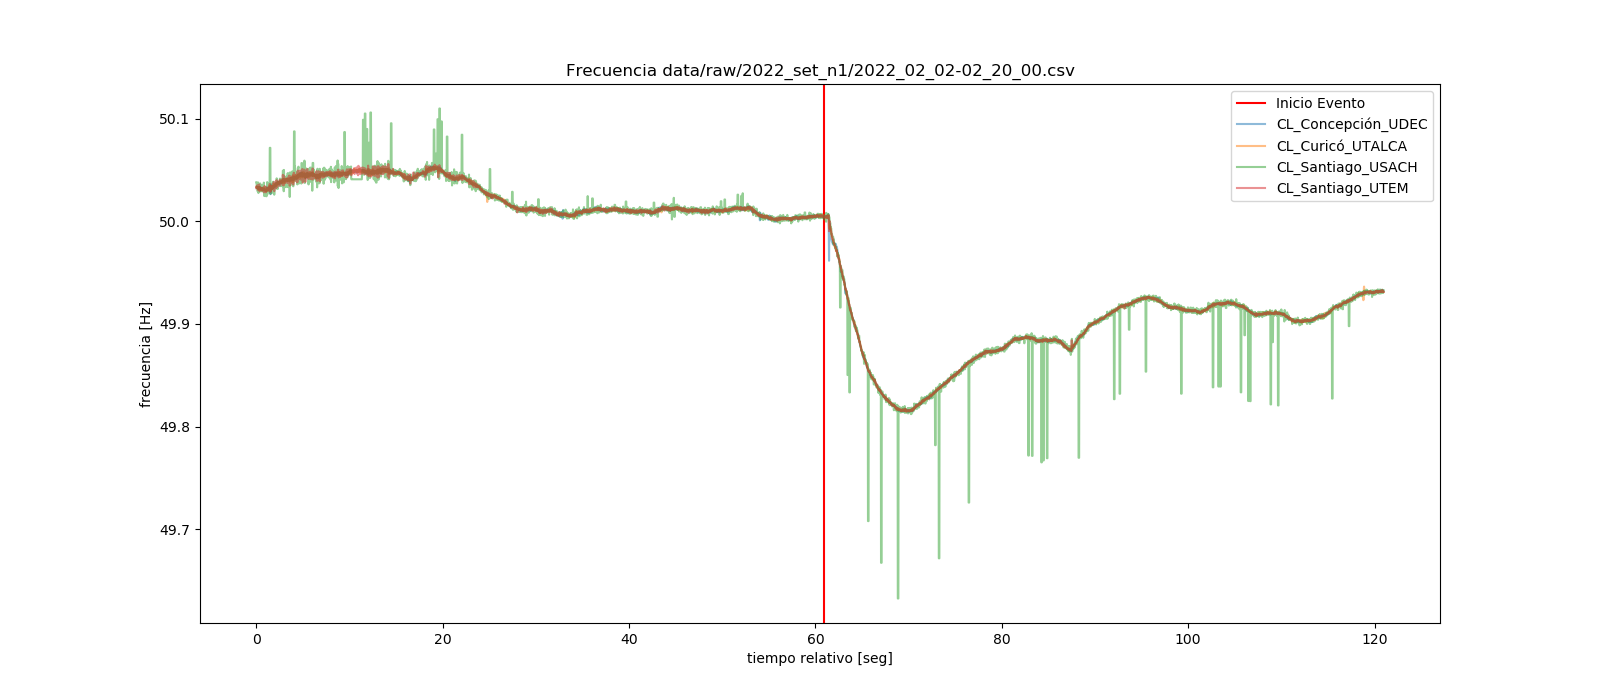 Frecuencia data/raw/2022_set_n1/2022_02_02-02_20_00.csv
Inicio Evento
CL_Concepción_UDEC
CL_Curicó_UTALCA
CL_Santiago_USACH
CL_Santiago_UTEM
frecuencia [Hz]
50.1
50.0
49.9
49.8
49.7
0 20 40 60 80 100 120
tiempo relativo [seg]